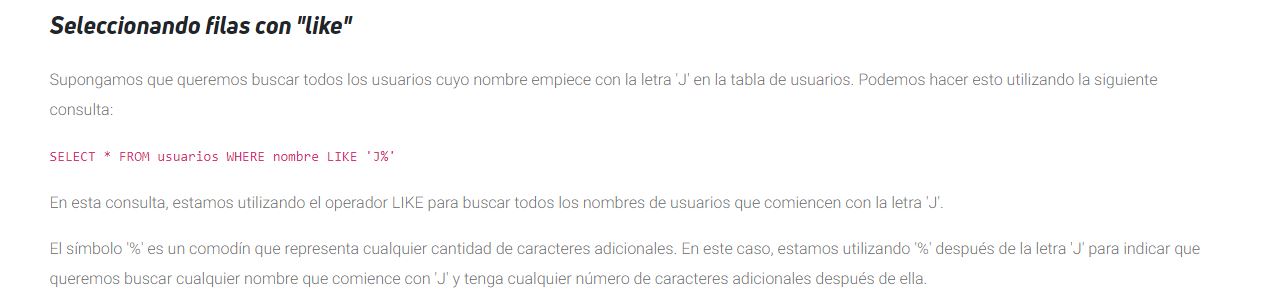 Seleccionando filas con "like"
Supongamos que queremos buscar todos los usuarios cuyo nombre empiece con la letra 'J' en la tabla de usuarios. Podemos hacer esto utilizando la siguiente
consulta:
SELECT * FROM usuarios WHERE nombre LIKE 'J%'
En esta consulta, estamos utilizando el operador LIKE para buscar todos los nombres de usuarios que comiencen con la letra 'J'.
El símbolo '%' es un comodín que representa cualquier cantidad de caracteres adicionales. En este caso, estamos utilizando '%' después de la letra 'J' para indicar que
queremos buscar cualquier nombre que comience con 'J' y tenga cualquier número de caracteres adicionales después de ella.